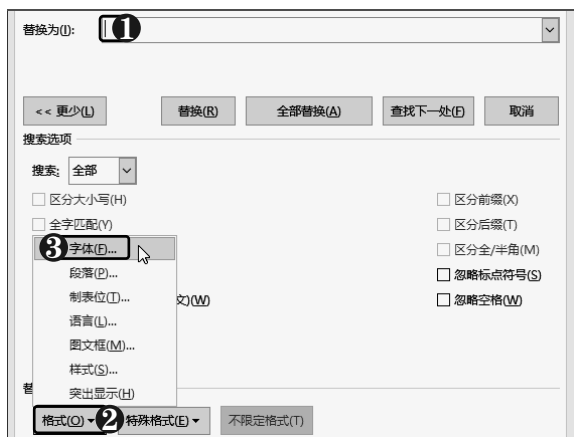 替换为(I): 1
<< 更少(L) 替换(R) 全部替换(A) 查找下一处(F) 取消
搜索选项
搜索: 全部
区分大小写(H) 区分前缀(X)
全字匹配(Y) 区分后缀(T)
3 字体(F)... 区分全/半角(M)
段落(P)... 忽略标点符号(S)
制表位(T)... 文)(W) 忽略空格(W)
语言(L)...
图文框(M)...
样式(S)...
替 突出显示(H)
格式(O) 2 特殊格式(E) 不限定格式(T)